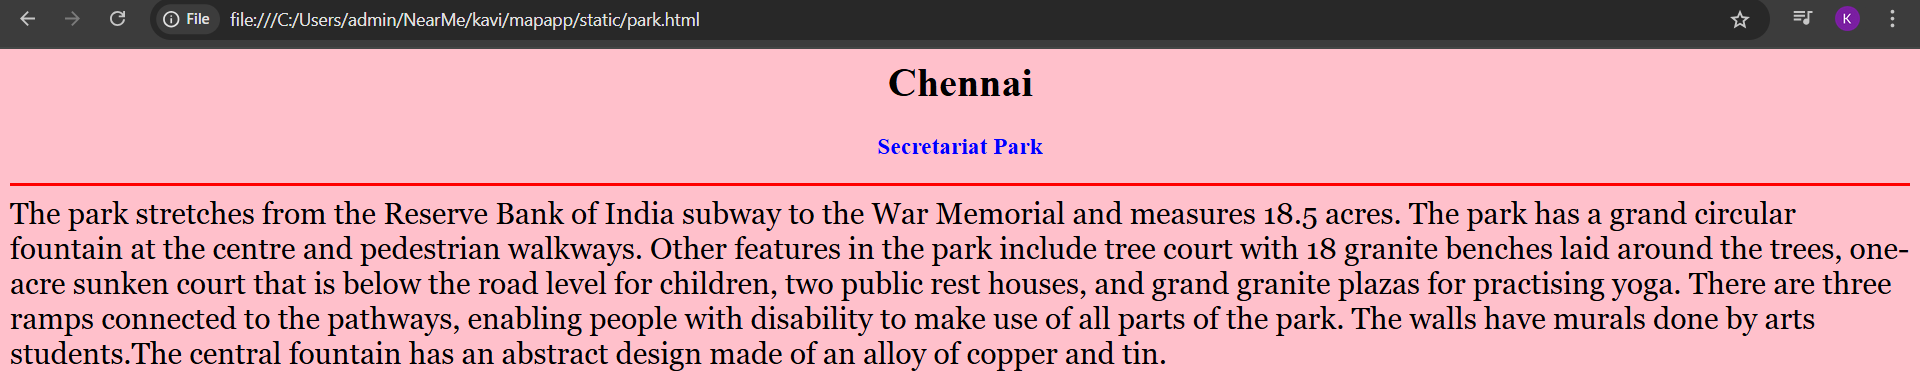 File
file:///C:/Users/admin/NearMe/kavi/mapapp/static/park.html
K
Chennai
Secretariat Park
The park stretches from the Reserve Bank of India subway to the War Memorial and measures 18.5 acres. The park has a grand circular
fountain at the centre and pedestrian walkways. Other features in the park include tree court with 18 granite benches laid around the trees, one-
acre sunken court that is below the road level for children, two public rest houses, and grand granite plazas for practising yoga. There are three
ramps connected to the pathways, enabling people with disability to make use of all parts of the park. The walls have murals done by arts
students.The central fountain has an abstract design made of an alloy of copper and tin.